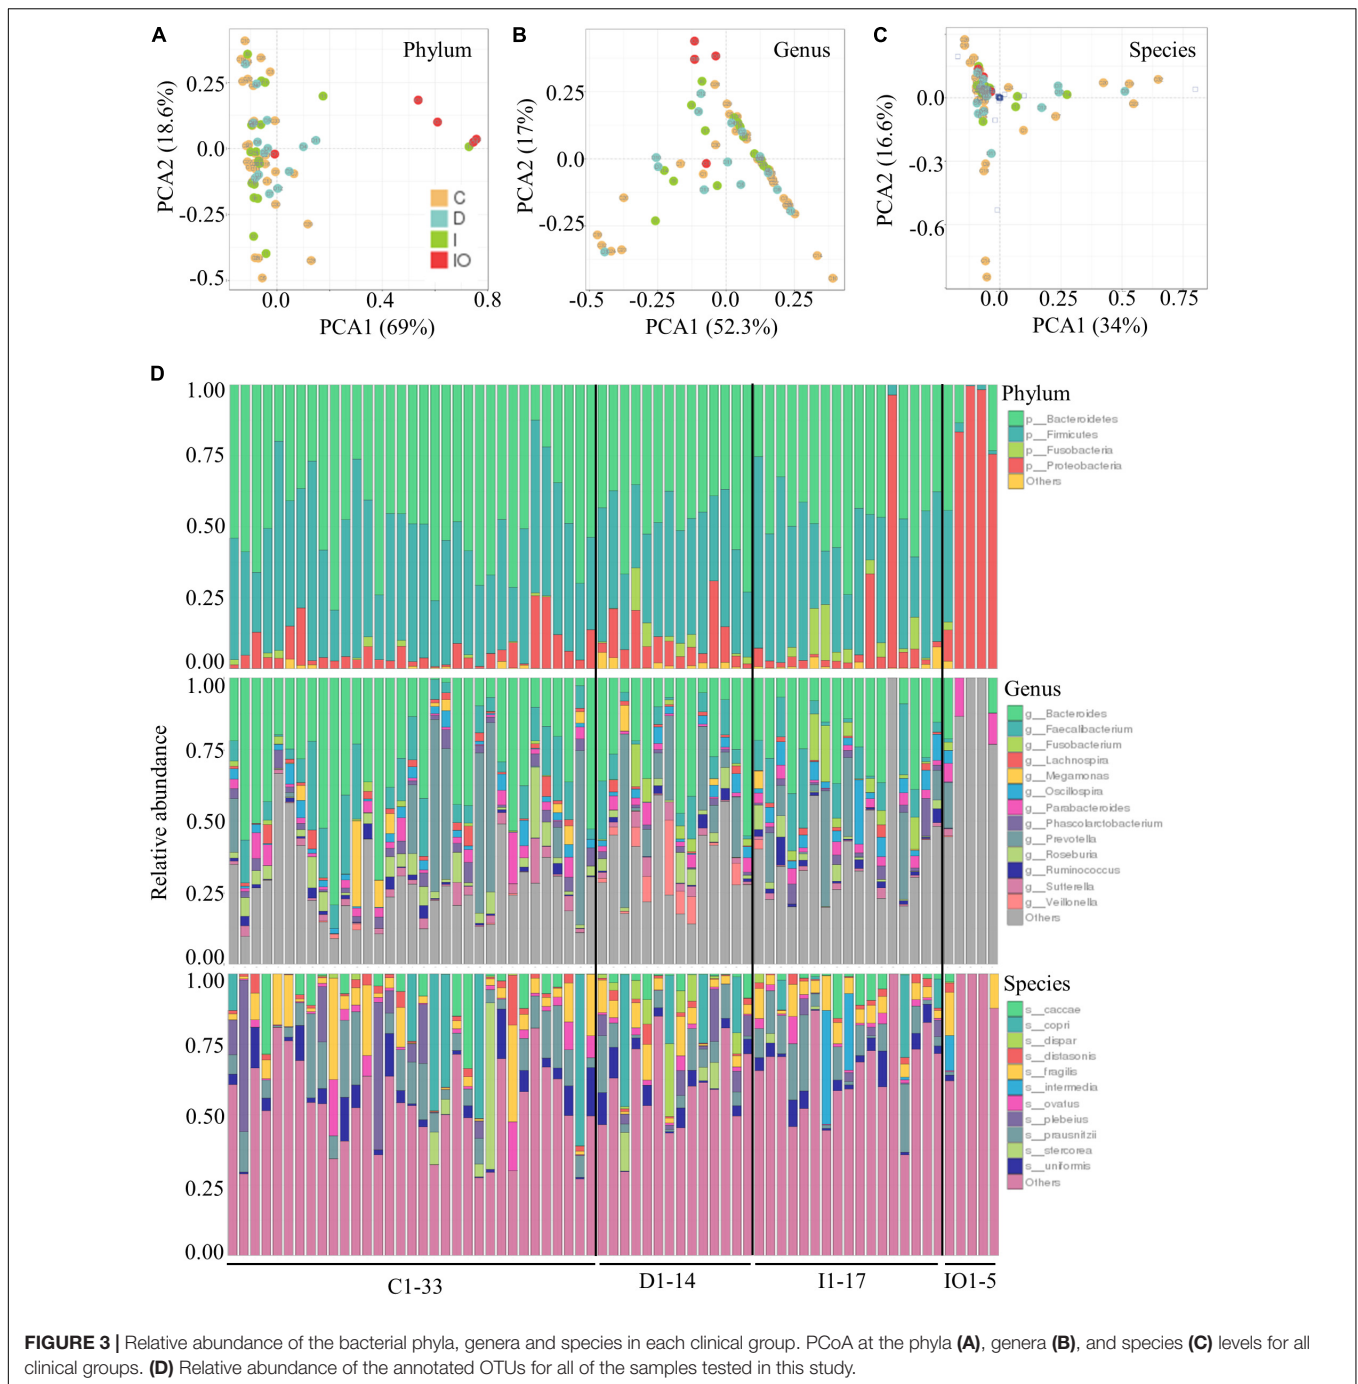 A
Phylum
0.25
0.0
-0.25
-0.5
PCA2 (18.6%)
0.0 0.4 0.8
PCA1 (69%)
C
D
I
IO
B
Genus
0.25
0.0
-0.25
PCA2 (17%)
-0.5 -0.25 0.0 0.25
PCA1 (52.3%)
C
Species
0.0
-0.3
-0.6
PCA2 (16.6%)
0.0 0.25 0.5 0.75
PCA1 (34%)
D
Relative abundance
1.00
0.75
0.50
0.25
0.00
Phylum
p__Bacteroidetes
p__Firmicutes
p__Fusobacteria
p__Proteobacteria
Others
1.00
0.75
0.50
0.25
0.00
Genus
g__Bacteroides
g__Faecalibacterium
g__Fusobacterium
g__Lachnospira
g__Megamonas
g__Oscillospira
g__Parabacteroides
g__Phascolarctobacterium
g__Prevotella
g__Roseburia
g__Ruminococcus
g__Sutterella
g__Veillonella
Others
1.00
0.75
0.50
0.25
0.00
Species
s__caccae
s__copri
s__dispar
s__distasonis
s__fragilis
s__intermedia
s__ovatus
s__plebeius
s__prausnitzii
s__stercorea
s__uniformis
Others
C1-33 D1-14 I1-17 IO1-5
FIGURE 3 | Relative abundance of the bacterial phyla, genera and species in each clinical group. PCoA at the phyla (A), genera (B), and species (C) levels for all
clinical groups. (D) Relative abundance of the annotated OTUs for all of the samples tested in this study.